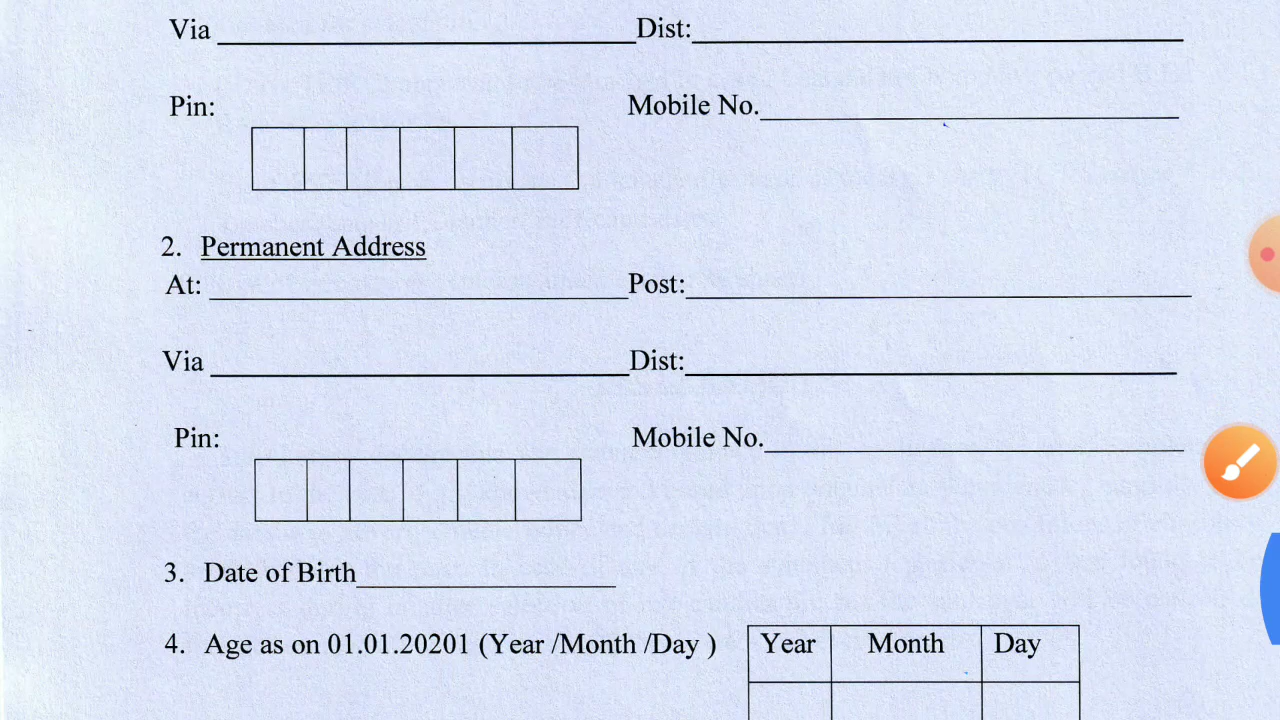 Via Dist:
Pin: Mobile No.
2. Permanent Address
At: Post:
Via Dist:
Pin: Mobile No.
3. Date of Birth
4. Age as on 01.01.20201 (Year /Month /Day ) Year Month Day